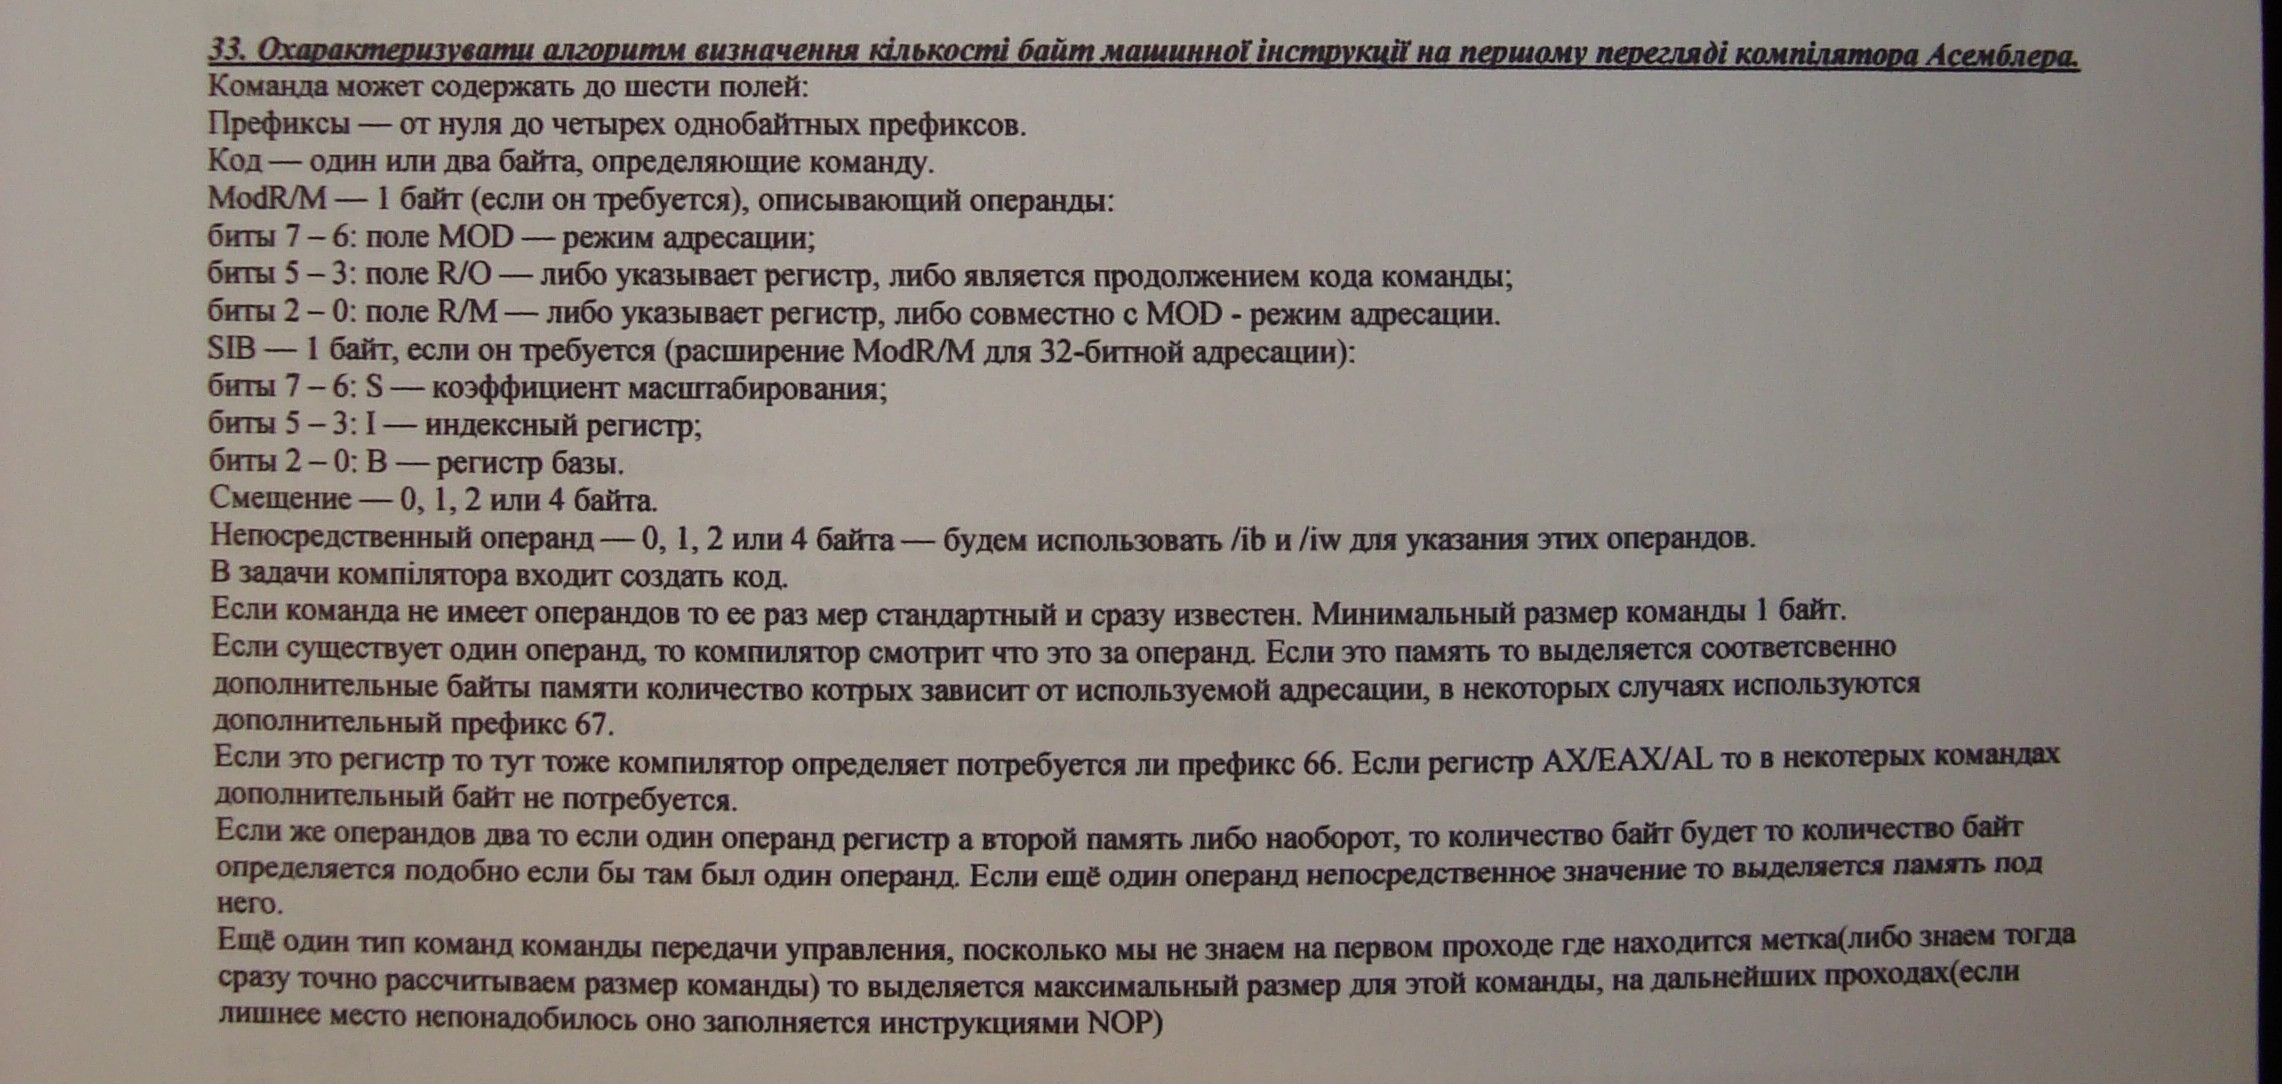 33. Охарактеризувати алгоритм визначення кількості байт машинної інструкції на першому перегляді компілятора Асемблера.
Команда может содержать до шести полей:
Префиксы — от нуля до четырех однобайтных префиксов.
Код — один или два байта, определяющие команду.
ModR/M — 1 байт (если он требуется), описывающий операнды:
биты 7 – 6: поле MOD — режим адресации;
биты 5 – 3: поле R/O — либо указывает регистр, либо является продолжением кода команды;
биты 2 – 0: поле R/M — либо указывает регистр, либо совместно с MOD - режим адресации.
SIB — 1 байт, если он требуется (расширение ModR/M для 32-битной адресации):
биты 7 – 6: S — коэффициент масштабирования;
биты 5 – 3: I — индексный регистр;
биты 2 – 0: B — регистр базы.
Смещение — 0, 1, 2 или 4 байта.
Непосредственный операнд — 0, 1, 2 или 4 байта — будем использовать /ib и /iw для указания этих операндов.
В задачи компілятора входит создать код.
Если команда не имеет операндов то ее раз мер стандартный и сразу известен. Минимальный размер команды 1 байт.
Если существует один операнд, то компилятор смотрит что это за операнд. Если это память то выделяется соответсвенно
дополнительные байты памяти количество котрых зависит от используемой адресации, в некоторых случаях используются
дополнительный префикс 67.
Если это регистр то тут тоже компилятор определяет потребуется ли префикс 66. Если регистр AX/EAX/AL то в некотерых командах
дополнительный байт не потребуется.
Если же операндов два то если один операнд регистр а второй память либо наоборот, то количество байт будет то количество байт
определяется подобно если бы там был один операнд. Если ещё один операнд непосредственное значение то выделяется память под
него.
Ещё один тип команд команды передачи управления, посколько мы не знаем на первом проходе где находится метка(либо знаем тогда
сразу точно рассчитываем размер команды) то выделяется максимальный размер для этой команды, на дальнейших проходах(если
лишнее место непонадобилось оно заполняется инструкциями NOP)